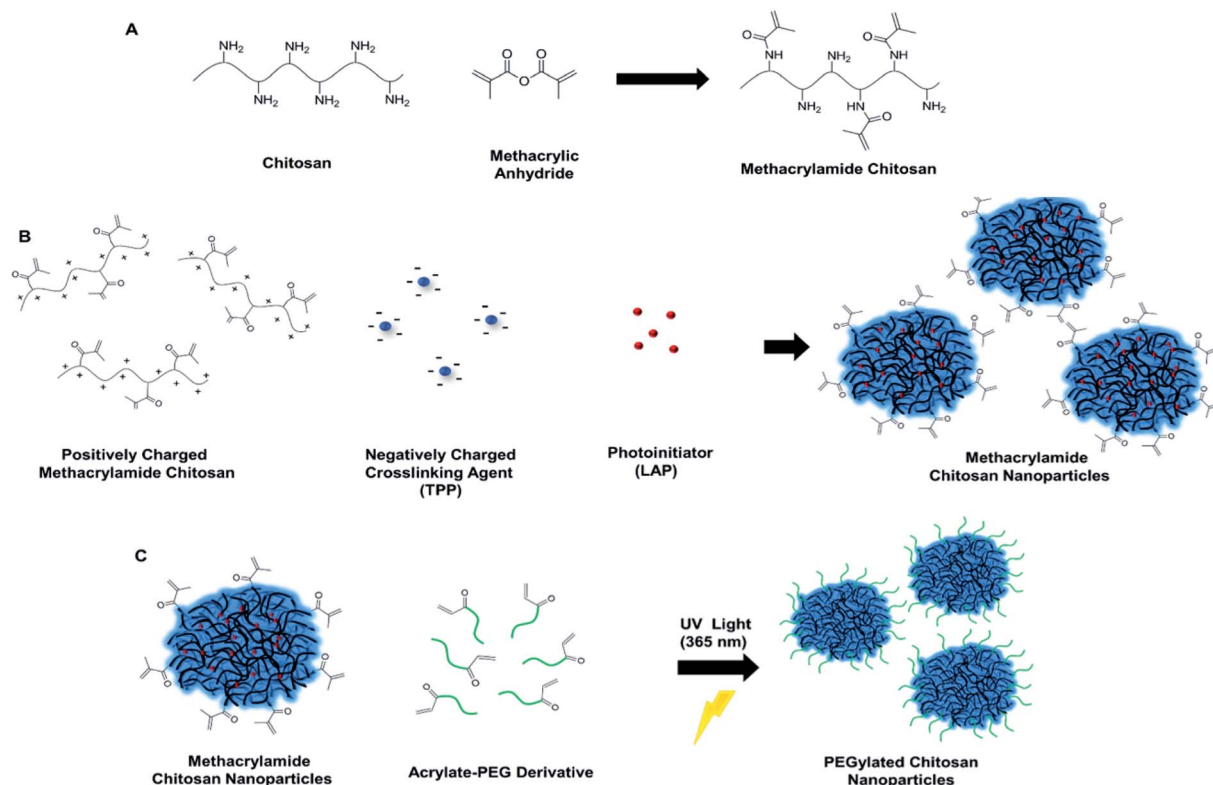 A
NH2 NH2 NH2
NH2 NH2 NH2
Chitosan
O O
O
Methacrylic
Anhydride
O O
NH NH2 NH
NH2 HN NH2
O
Methacrylamide Chitosan
B
Positively Charged
Methacrylamide Chitosan
Negatively Charged
Crosslinking Agent
(TPP)
Photoinitiator
(LAP)
Methacrylamide
Chitosan Nanoparticles
C
Methacrylamide
Chitosan Nanoparticles
Acrylate-PEG Derivative
UV Light
(365 nm)
PEGylated Chitosan
Nanoparticles